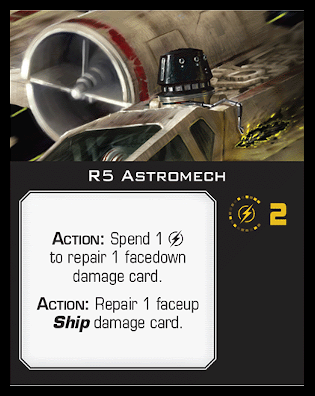 R5 Astromech
2
Action: Spend 1
to repair 1 facedown
damage card.
Action: Repair 1 faceup
Ship damage card.